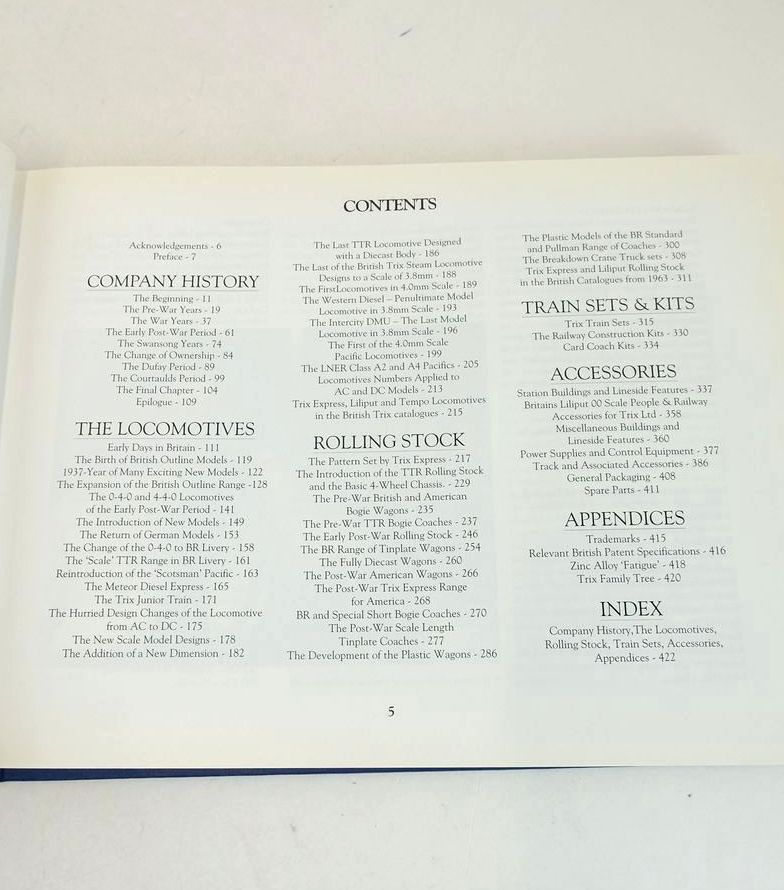 CONTENTS
Acknowledgements - 6
Preface - 7
COMPANY HISTORY
The Beginning - 11
The Pre-War Years - 19
The War Years - 37
The Early Post-War Period - 61
The Swansong Years - 74
The Change of Ownership - 84
The Dufay Period - 89
The Courtaulds Period - 99
The Final Chapter - 104
Epilogue - 109
THE LOCOMOTIVES
Early Days in Britain - 111
The Birth of British Outline Models - 119
1937-Year of Many Exciting New Models - 122
The Expansion of the British Outline Range -128
The 0-4-0 and 4-4-0 Locomotives
of the Early Post-War Period - 141
The Introduction of New Models - 149
The Return of German Models - 153
The Change of the 0-4-0 to BR Livery - 158
The 'Scale' TTR Range in BR Livery - 161
Reintroduction of the 'Scotsman' Pacific - 163
The Meteor Diesel Express - 165
The Trix Junior Train - 171
The Hurried Design Changes of the Locomotive
from AC to DC - 175
The New Scale Model Designs - 178
The Addition of a New Dimension - 182
The Last TTR Locomotive Designed
with a Diecast Body - 186
The Last of the British Trix Steam Locomotive
Designs to a Scale of 3.8mm - 188
The FirstLocomotives in 4.0mm Scale - 189
The Western Diesel – Penultimate Model
Locomotive in 3.8mm Scale - 193
The Intercity DMU – The Last Model
Locomotive in 3.8mm Scale - 196
The First of the 4.0mm Scale
Pacific Locomotives - 199
The LNER Class A2 and A4 Pacifics - 205
Locomotives Numbers Applied to
AC and DC Models - 213
Trix Express, Liliput and Tempo Locomotives
in the British Trix catalogues - 215
ROLLING STOCK
The Pattern Set by Trix Express - 217
The Introduction of the TTR Rolling Stock
and the Basic 4-Wheel Chassis. - 229
The Pre-War British and American
Bogie Wagons - 235
The Pre-War TTR Bogie Coaches - 237
The Early Post-War Rolling Stock - 246
The BR Range of Tinplate Wagons - 254
The Fully Diecast Wagons - 260
The Post-War American Wagons - 266
The Post-War Trix Express Range
for America - 268
BR and Special Short Bogie Coaches - 270
The Post-War Scale Length
Tinplate Coaches - 277
The Development of the Plastic Wagons - 286
The Plastic Models of the BR Standard
and Pullman Range of Coaches - 300
The Breakdown Crane Truck sets - 308
Trix Express and Liliput Rolling Stock
in the British Catalogues from 1963 - 311
TRAIN SETS & KITS
Trix Train Sets - 315
The Railway Construction Kits - 330
Card Coach Kits - 334
ACCESSORIES
Station Buildings and Lineside Features - 337
Britains Liliput 00 Scale People & Railway
Accessories for Trix Ltd - 358
Miscellaneous Buildings and
Lineside Features - 360
Power Supplies and Control Equipment - 377
Track and Associated Accessories - 386
General Packaging - 408
Spare Parts - 411
APPENDICES
Trademarks - 415
Relevant British Patent Specifications - 416
Zinc Alloy 'Fatigue' - 418
Trix Family Tree - 420
INDEX
Company History,The Locomotives,
Rolling Stock, Train Sets, Accessories,
Appendices - 422
5